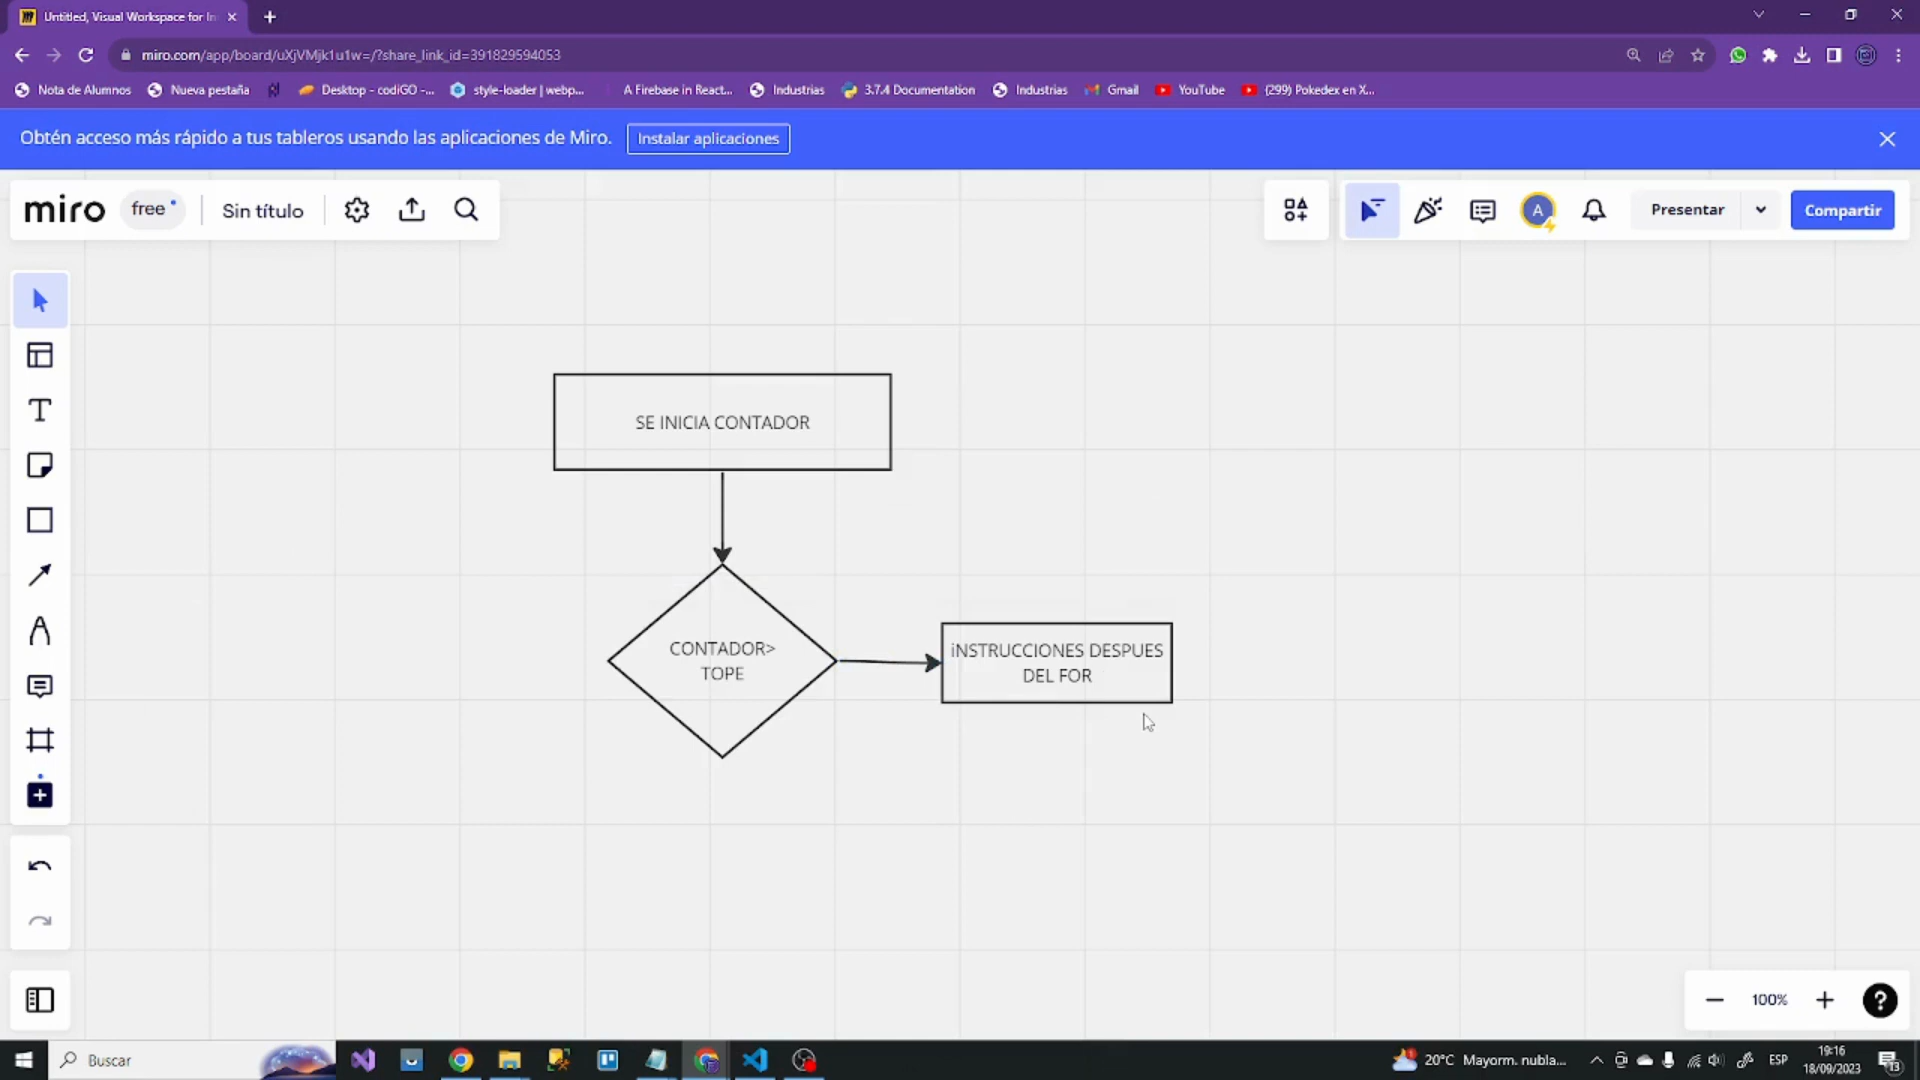 Untitled, Visual Workspace for In
miro.com/app/board/uXjVMjk1u1w=/?share_link_id=391829594053
Nota de Alumnos
Nueva pestaña
Desktop - codiGO -...
style-loader | webp...
A Firebase in React...
Industrias
3.7.4 Documentation
Industrias
Gmail
YouTube
(299) Pokedex en X...
Obtén acceso más rápido a tus tableros usando las aplicaciones de Miro.
Instalar aplicaciones
miro
free
Sin título
A
Presentar
Compartir
SE INICIA CONTADOR
CONTADOR>
TOPE
iNSTRUCCIONES DESPUES
DEL FOR
100%
?
Buscar
20°C Mayorm. nubla...
ESP
19:16
18/09/2023
13